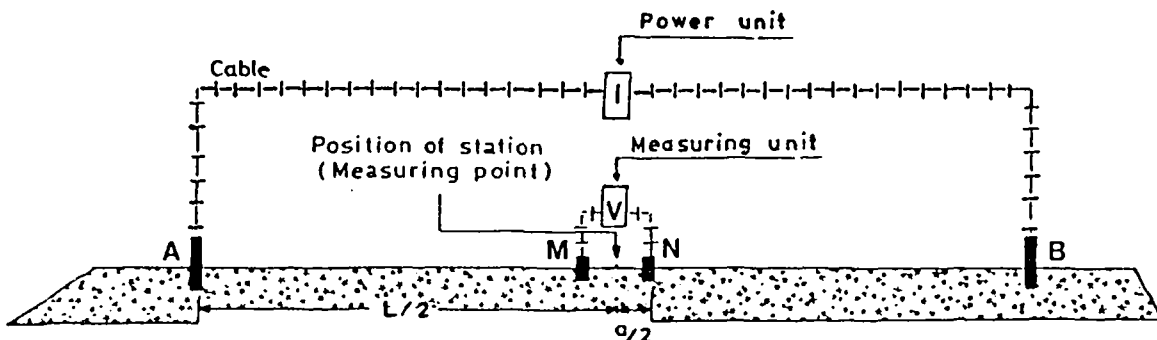 Power unit
Cable
I
Position of station
(Measuring point)
Measuring unit
V
A
M
N
B
L/2
a/2